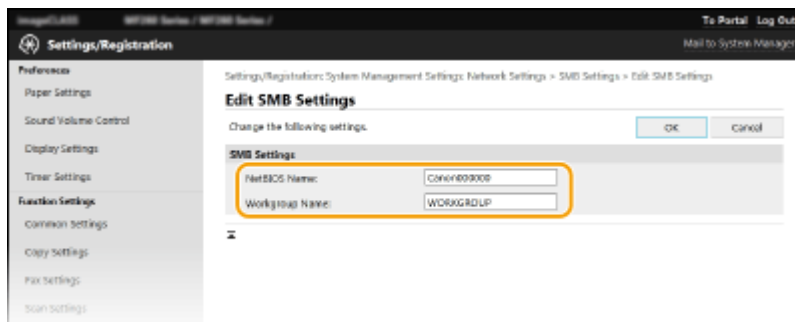 To Portal Log Out
Settings/Registration
Mail to System Manager
Preferences
Paper Settings
Sound Volume Control
Display Settings
Timer Settings
Function Settings
Common Settings
Copy Settings
Fax Settings
Scan Settings
Settings/Registration: System Management Settings: Network Settings > SMB Settings > Edit SMB Settings
Edit SMB Settings
Change the following settings.
OK Cancel
SMB Settings
NetBIOS Name: Canon000000
Workgroup Name: WORKGROUP